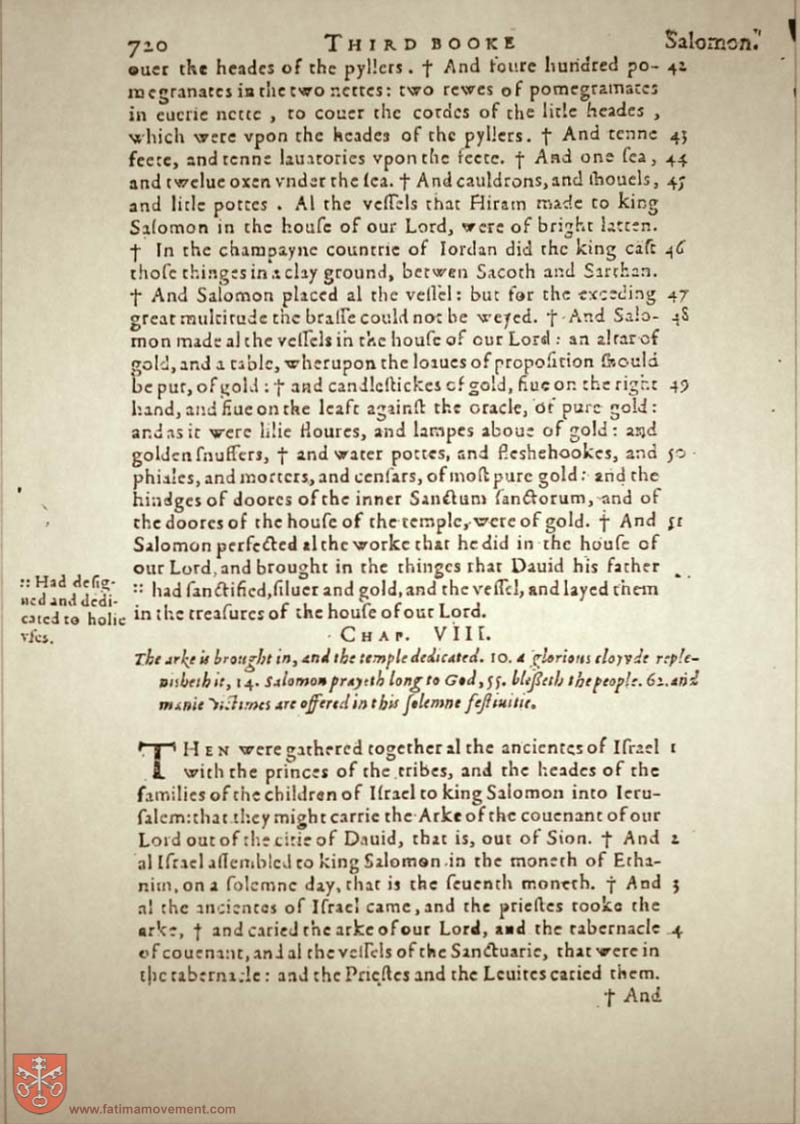 720 THIRD BOOKE Salomon.
ouer the heades of the pyllers. † And foure hundred po- 42
megranates in the two nettes: two rewes of pomegramates
in euerie nette, to couer the cordes of the litle heades,
which were vpon the heades of the pyllers. † And tenne 43
feete, and tenne lauatories vpon the feete. † And one ſea, 44
and twelue oxen vnder the ſea. † And cauldrons, and ſhouels, 45
and litle pottes. Al the veſſels that Hiram made to king
Salomon in the houſe of our Lord, were of bright latten.
† In the champayne countrie of Iordan did the king caſt 46
thoſe thinges in a clay ground, betwen Sacoth and Sarthan.
† And Salomon placed al the veſſel: but for the exceding 47
great multitude the braſſe could not be weyed. † And Salo- 48
mon made al the veſſels in the houſe of our Lord: an altar of
gold, and a table, wherupon the loaues of propoſition ſhould
be put, of gold: † and candleſtickes of gold, fiue on the right 49
hand, and fiue on the leaft againſt the oracle, of pure gold:
and as it were lilie floures, and lampes aboue of gold: and
golden ſnuffers, † and water pottes, and fleshehookes, and 50
phiales, and morters, and cenſars, of moſt pure gold: and the
hindges of doores of the inner Sanctum ſanctorum, and of
the doores of the houſe of the temple, were of gold. † And 51
Salomon perfected al the worke that he did in the houſe of
our Lord, and brought in the thinges that Dauid his father
:: had ſanctified, ſiluer and gold, and the veſſel, and layed them
in the treaſures of the houſe of our Lord.
:: Had deſig-
ned and dedi-
cated to holie
vſes.
CHAP. VIII.
The arke is brought in, and the temple dedicated. 10. a glorious clowde reple-
nisheth it, 14. Salomon prayeth long to God, 55. bleſſeth the people. 62. and
manie victimes are offered in this ſolemne feſtiuitie.
THEN were gathered together al the ancientes of Iſrael 1
with the princes of the tribes, and the heades of the
families of the children of Iſrael to king Salomon into Ieru-
ſalem: that they might carrie the Arke of the couenant of our
Lord out of the citie of Dauid, that is, out of Sion. † And 2
al Iſrael aſſembled to king Salomon in the moneth of Etha-
nim, on a ſolemne day, that is the ſeuenth moneth. † And 3
al the ancientes of Iſrael came, and the prieſtes tooke the
arke, † and caried the arke of our Lord, and the tabernacle 4
of couenant, and al the veſſels of the Sanctuarie, that were in
the tabernacle: and the Prieſtes and the Leuites caried them.
† And
www.fatimamovement.com